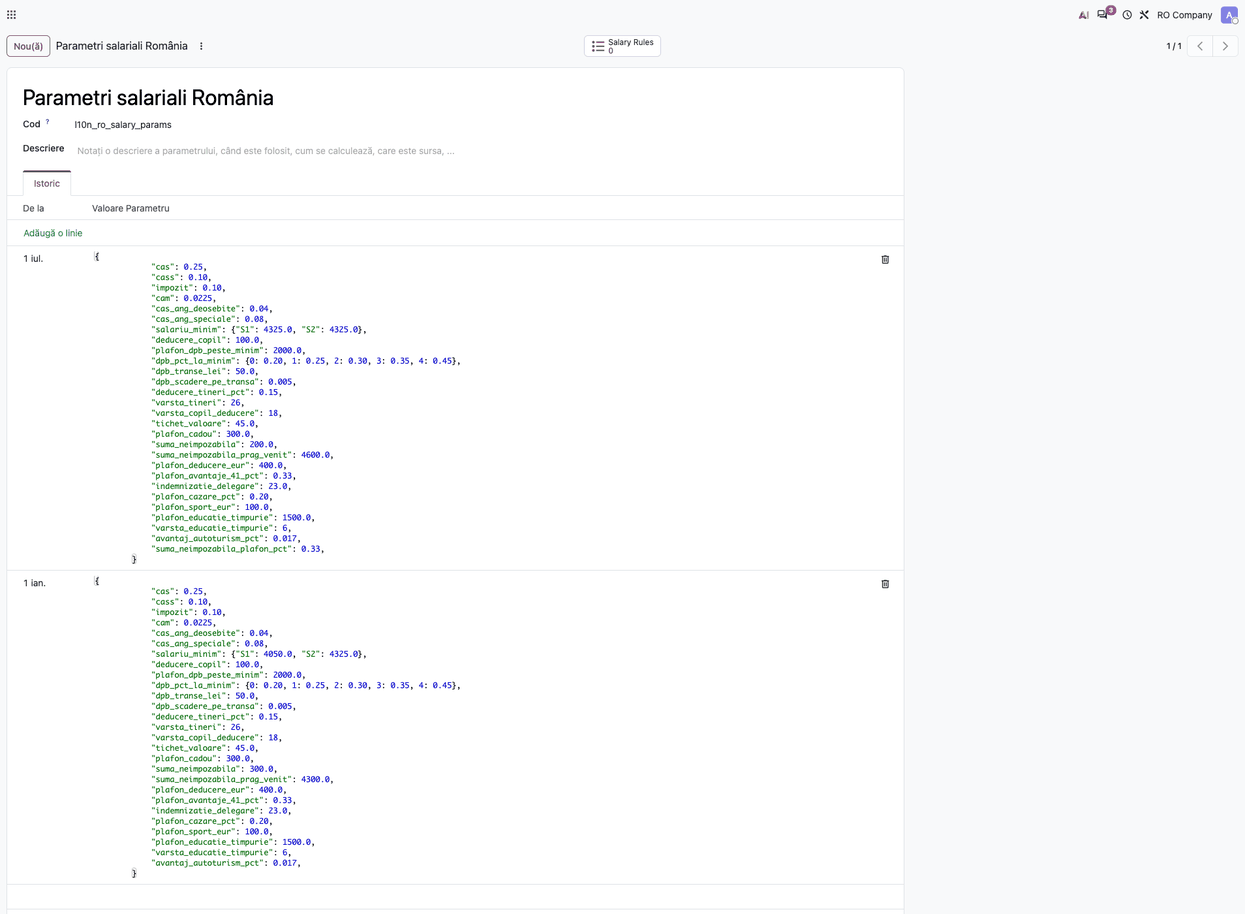 AI 3 RO Company A
Nou(ă) Parametri salariali România Salary Rules 0 1 / 1
Parametri salariali România
Cod ? l10n_ro_salary_params
Descriere Notați o descriere a parametrului, când este folosit, cum se calculează, care este sursa, ...
Istoric
De la Valoare Parametru
Adăugă o linie
1 iul. {
"cas": 0.25,
"cass": 0.10,
"impozit": 0.10,
"cam": 0.0225,
"cas_ang_deosebite": 0.04,
"cas_ang_speciale": 0.08,
"salariu_minim": {"S1": 4325.0, "S2": 4325.0},
"deducere_copil": 100.0,
"plafon_dpb_peste_minim": 2000.0,
"dpb_pct_la_minim": {0: 0.20, 1: 0.25, 2: 0.30, 3: 0.35, 4: 0.45},
"dpb_transe_lei": 50.0,
"dpb_scadere_pe_transa": 0.005,
"deducere_tineri_pct": 0.15,
"varsta_tineri": 26,
"varsta_copil_deducere": 18,
"tichet_valoare": 45.0,
"plafon_cadou": 300.0,
"suma_neimpozabila": 200.0,
"suma_neimpozabila_prag_venit": 4600.0,
"plafon_deducere_eur": 400.0,
"plafon_avantaje_41_pct": 0.33,
"indemnizatie_delegare": 23.0,
"plafon_cazare_pct": 0.20,
"plafon_sport_eur": 100.0,
"plafon_educatie_timpurie": 1500.0,
"varsta_educatie_timpurie": 6,
"avantaj_autoturism_pct": 0.017,
"suma_neimpozabila_plafon_pct": 0.33,
}
1 ian. {
"cas": 0.25,
"cass": 0.10,
"impozit": 0.10,
"cam": 0.0225,
"cas_ang_deosebite": 0.04,
"cas_ang_speciale": 0.08,
"salariu_minim": {"S1": 4050.0, "S2": 4325.0},
"deducere_copil": 100.0,
"plafon_dpb_peste_minim": 2000.0,
"dpb_pct_la_minim": {0: 0.20, 1: 0.25, 2: 0.30, 3: 0.35, 4: 0.45},
"dpb_transe_lei": 50.0,
"dpb_scadere_pe_transa": 0.005,
"deducere_tineri_pct": 0.15,
"varsta_tineri": 26,
"varsta_copil_deducere": 18,
"tichet_valoare": 45.0,
"plafon_cadou": 300.0,
"suma_neimpozabila": 300.0,
"suma_neimpozabila_prag_venit": 4300.0,
"plafon_deducere_eur": 400.0,
"plafon_avantaje_41_pct": 0.33,
"indemnizatie_delegare": 23.0,
"plafon_cazare_pct": 0.20,
"plafon_sport_eur": 100.0,
"plafon_educatie_timpurie": 1500.0,
"varsta_educatie_timpurie": 6,
"avantaj_autoturism_pct": 0.017,
}